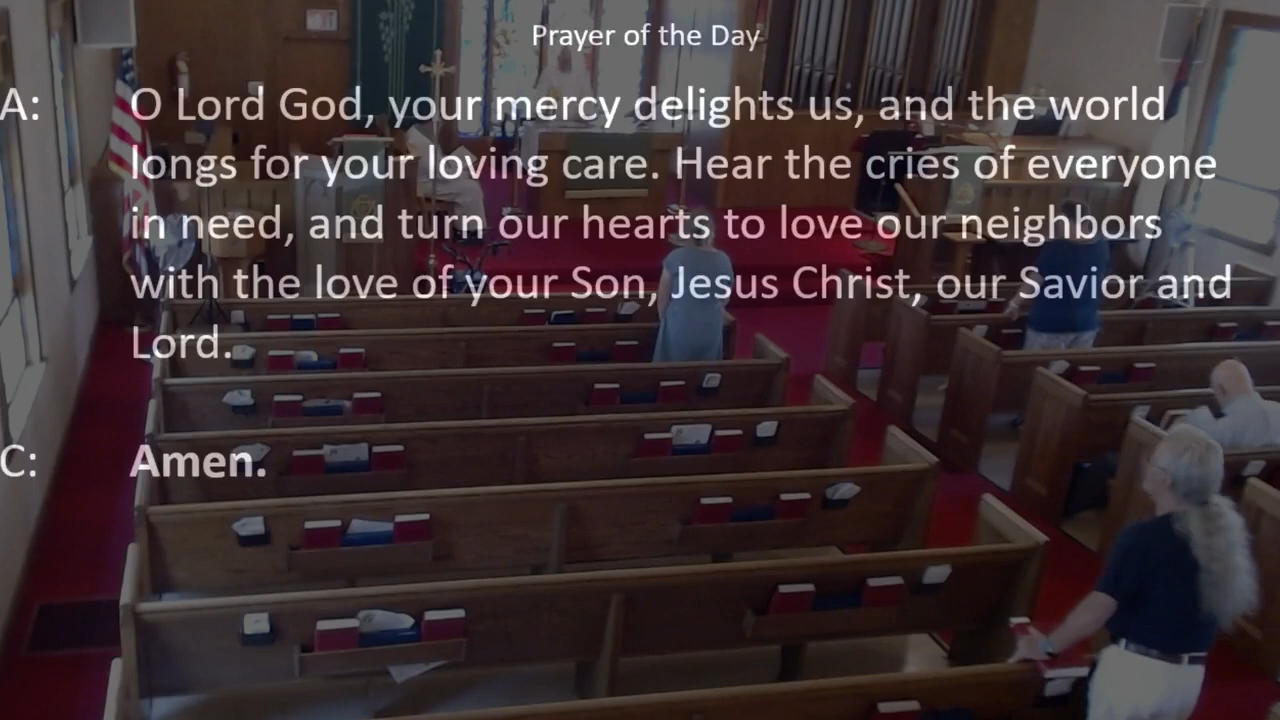 Prayer of the Day
A: O Lord God, your mercy delights us, and the world
longs for your loving care. Hear the cries of everyone
in need, and turn our hearts to love our neighbors
with the love of your Son, Jesus Christ, our Savior and
Lord.
C: Amen.